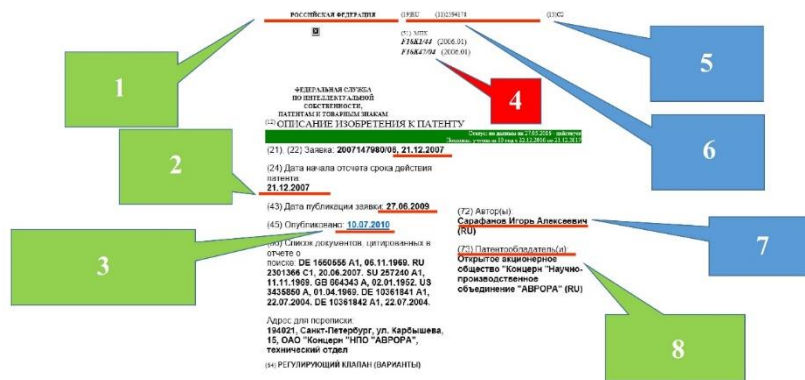 РОССИЙСКАЯ ФЕДЕРАЦИЯ
(19) RU (11) 2394178 (13) C2
(51) МПК
F16K1/44 (2006.01)
F16K47/04 (2006.01)
1
4
5
6
ФЕДЕРАЛЬНАЯ СЛУЖБА
ПО ИНТЕЛЛЕКТУАЛЬНОЙ
СОБСТВЕННОСТИ,
ПАТЕНТАМ И ТОВАРНЫМ ЗНАКАМ
(12) ОПИСАНИЕ ИЗОБРЕТЕНИЯ К ПАТЕНТУ
2
(21), (22) Заявка: 2007147980/06, 21.12.2007
(24) Дата начала отсчета срока действия
патента:
21.12.2007
(43) Дата публикации заявки: 27.06.2009
(45) Опубликовано: 10.07.2010
3
(56) Список документов, цитированных в
отчете о
поиске: DE 1650555 A1, 06.11.1969. RU
2301366 C1, 20.06.2007. SU 257240 A1,
11.11.1969. GB 664343 A, 02.01.1952. US
3435850 A, 01.04.1969. DE 10361841 A1,
22.07.2004. DE 10361842 A1, 22.07.2004.
Адрес для переписки:
194021, Санкт-Петербург, ул. Карбышева,
15, ОАО "Концерн "НПО "АВРОРА",
технический отдел
(72) Автор(ы):
Сарафанов Игорь Алексеевич
(RU)
7
(73) Патентообладатель(и):
Открытое акционерное
общество "Концерн "Научно-
производственное
объединение "АВРОРА" (RU)
8
(54) РЕГУЛИРУЮЩИЙ КЛАПАН (ВАРИАНТЫ)